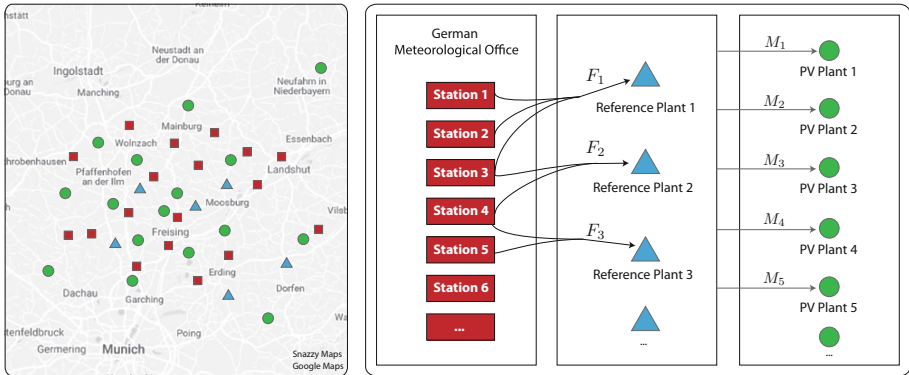 nstätt
Kelheim
Neustadt an
der Donau
Ingolstadt
burg an
Donau
Manching
Neufahrn in
Niederbayern
Mainburg
Wolnzach
Essenbach
chrobenhausen
Pfaffenhofen
an der Ilm
Landshut
Moosburg
Vilsb
ch
Freising
Erding
Dorfen
Dachau
Garching
Wa
tenfeldbruck
Poing
Germering
Munich
Snazzy Maps
Google Maps
German
Meteorological Office
Station 1
Station 2
Station 3
Station 4
Station 5
Station 6
...
F1
Reference Plant 1
F2
Reference Plant 2
F3
Reference Plant 3
...
M1
PV Plant 1
M2
PV Plant 2
M3
PV Plant 3
M4
PV Plant 4
M5
PV Plant 5
...